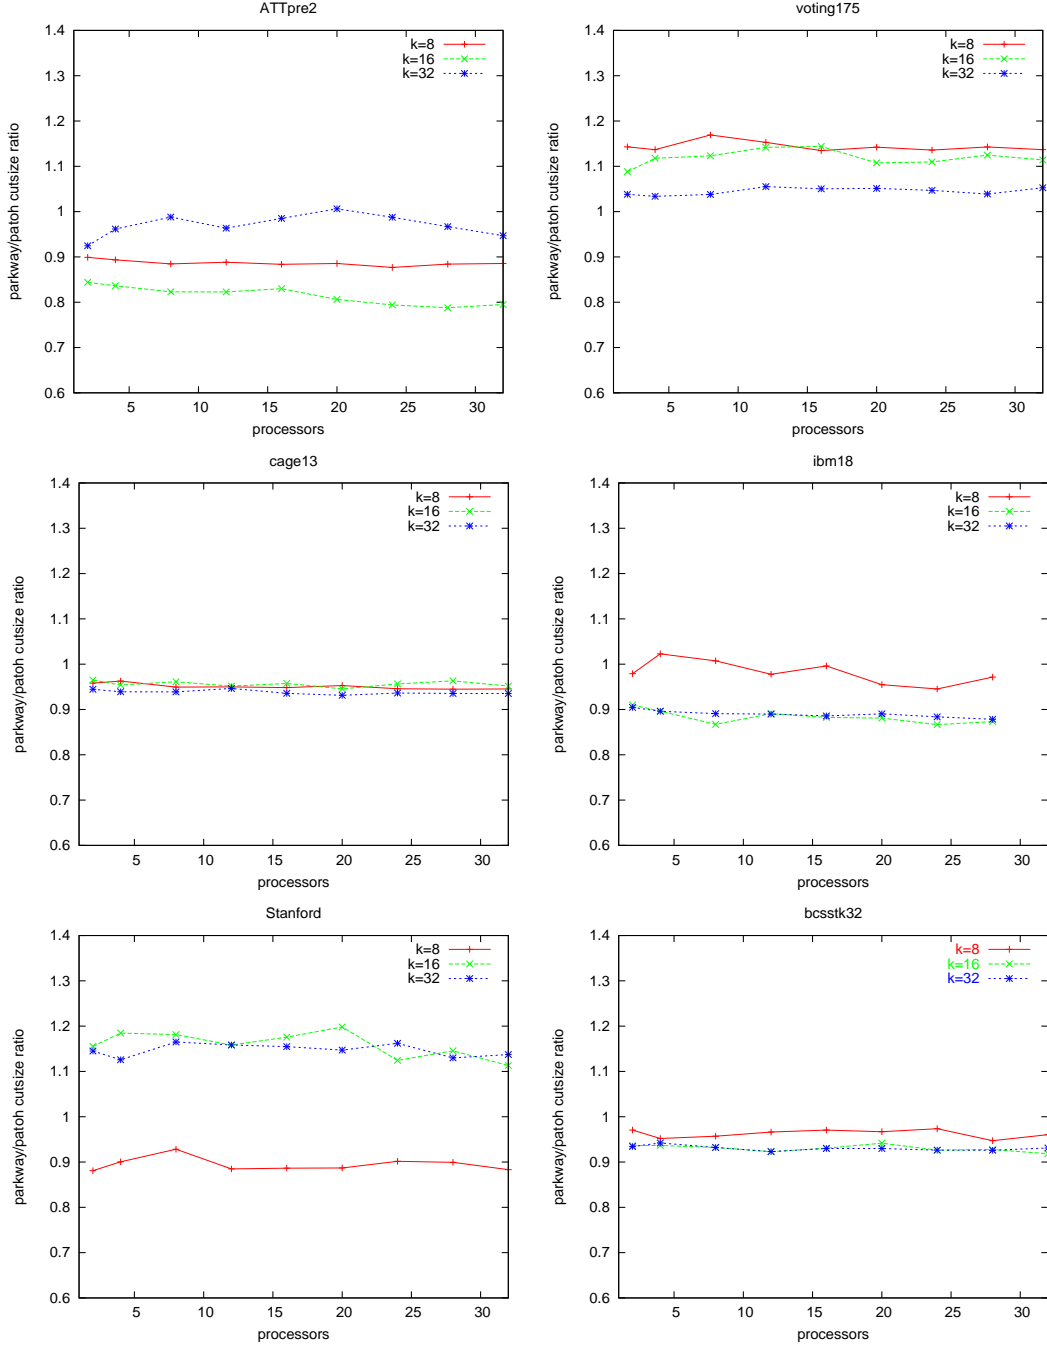 ATTpre2
1.4
1.3
1.2
1.1
1
0.9
0.8
0.7
0.6
5
10
15
20
25
30
parkway/patoh cutsize ratio
processors
k=8
k=16
k=32
voting175
1.4
1.3
1.2
1.1
1
0.9
0.8
0.7
0.6
5
10
15
20
25
30
parkway/patoh cutsize ratio
processors
k=8
k=16
k=32
cage13
1.4
1.3
1.2
1.1
1
0.9
0.8
0.7
0.6
5
10
15
20
25
30
parkway/patoh cutsize ratio
processors
k=8
k=16
k=32
ibm18
1.4
1.3
1.2
1.1
1
0.9
0.8
0.7
0.6
5
10
15
20
25
30
parkway/patoh cutsize ratio
processors
k=8
k=16
k=32
Stanford
1.4
1.3
1.2
1.1
1
0.9
0.8
0.7
0.6
5
10
15
20
25
30
parkway/patoh cutsize ratio
processors
k=8
k=16
k=32
bcsstk32
1.4
1.3
1.2
1.1
1
0.9
0.8
0.7
0.6
5
10
15
20
25
30
parkway/patoh cutsize ratio
processors
k=8
k=16
k=32